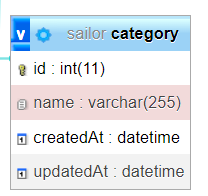 v sailor category
id : int(11)
name : varchar(255)
createdAt : datetime
updatedAt : datetime